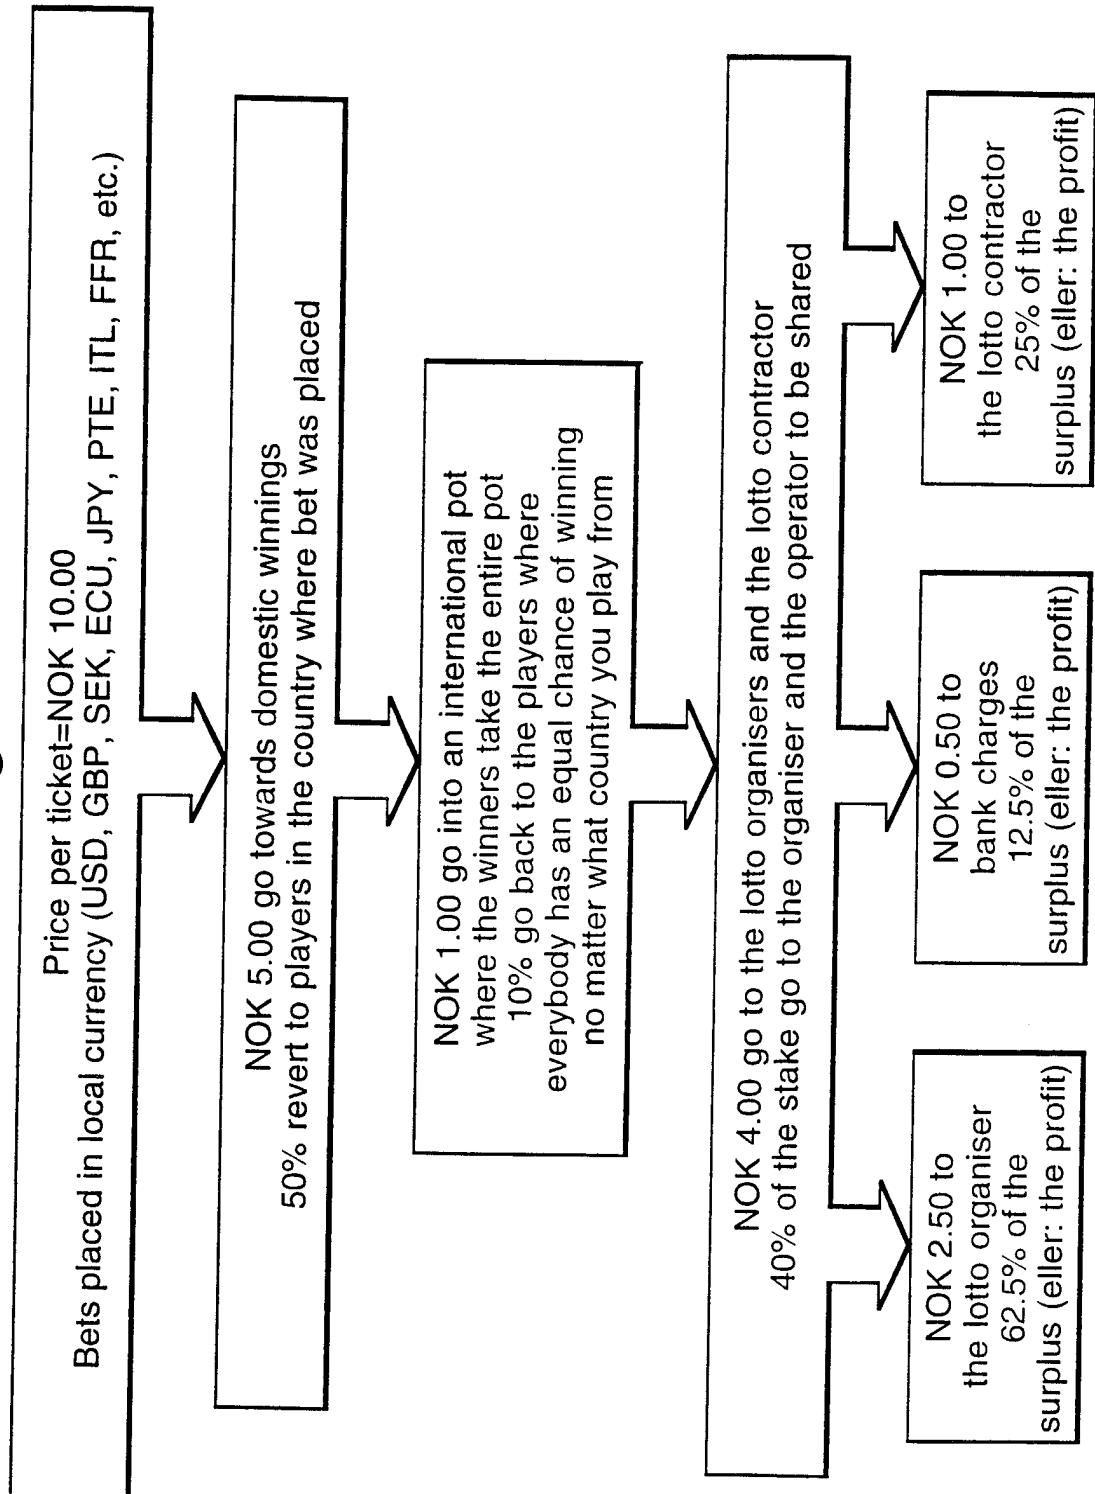 Price per ticket=NOK 10.00
Bets placed in local currency (USD, GBP, SEK, ECU, JPY, PTE, ITL, FFR, etc.)
NOK 5.00 go towards domestic winnings
50% revert to players in the country where bet was placed
NOK 1.00 go into an international pot
where the winners take the entire pot
10% go back to the players where
everybody has an equal chance of winning
no matter what country you play from
NOK 4.00 go to the lotto organisers and the lotto contractor
40% of the stake go to the organiser and the operator to be shared
NOK 2.50 to
the lotto organiser
62.5% of the
surplus (eller: the profit)
NOK 0.50 to
bank charges
12.5% of the
surplus (eller: the profit)
NOK 1.00 to
the lotto contractor
25% of the
surplus (eller: the profit)